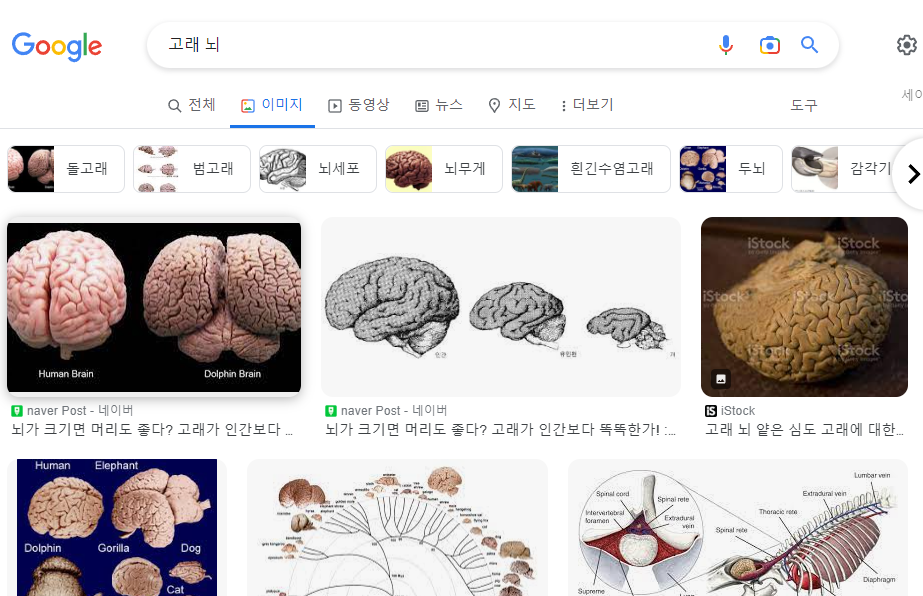 Google
고래 뇌
세이
전체
이미지
동영상
뉴스
지도
더보기
도구
돌고래
범고래
뇌세포
뇌무게
흰긴수염고래
두뇌
감각기
Human Brain
Dolphin Brain
인간
유인원
iStock
iStock
iStock
iStock
iStock
iStock
naver Post - 네이버
뇌가 크기면 머리도 좋다? 고래가 인간보다 ...
naver Post - 네이버
뇌가 크기면 머리도 좋다? 고래가 인간보다 똑똑한가! :...
iStock
고래 뇌 얕은 심도 고래에 대한...
Human
Elephant
Dolphin
Gorilla
Dog
Cat
Spinal cord
Spinal rete
Intervertebral foramen
Extradural vein
Supreme
Lumbar vein
Extradural vein
Thoracic rete
Spinal rete
Diaphragm